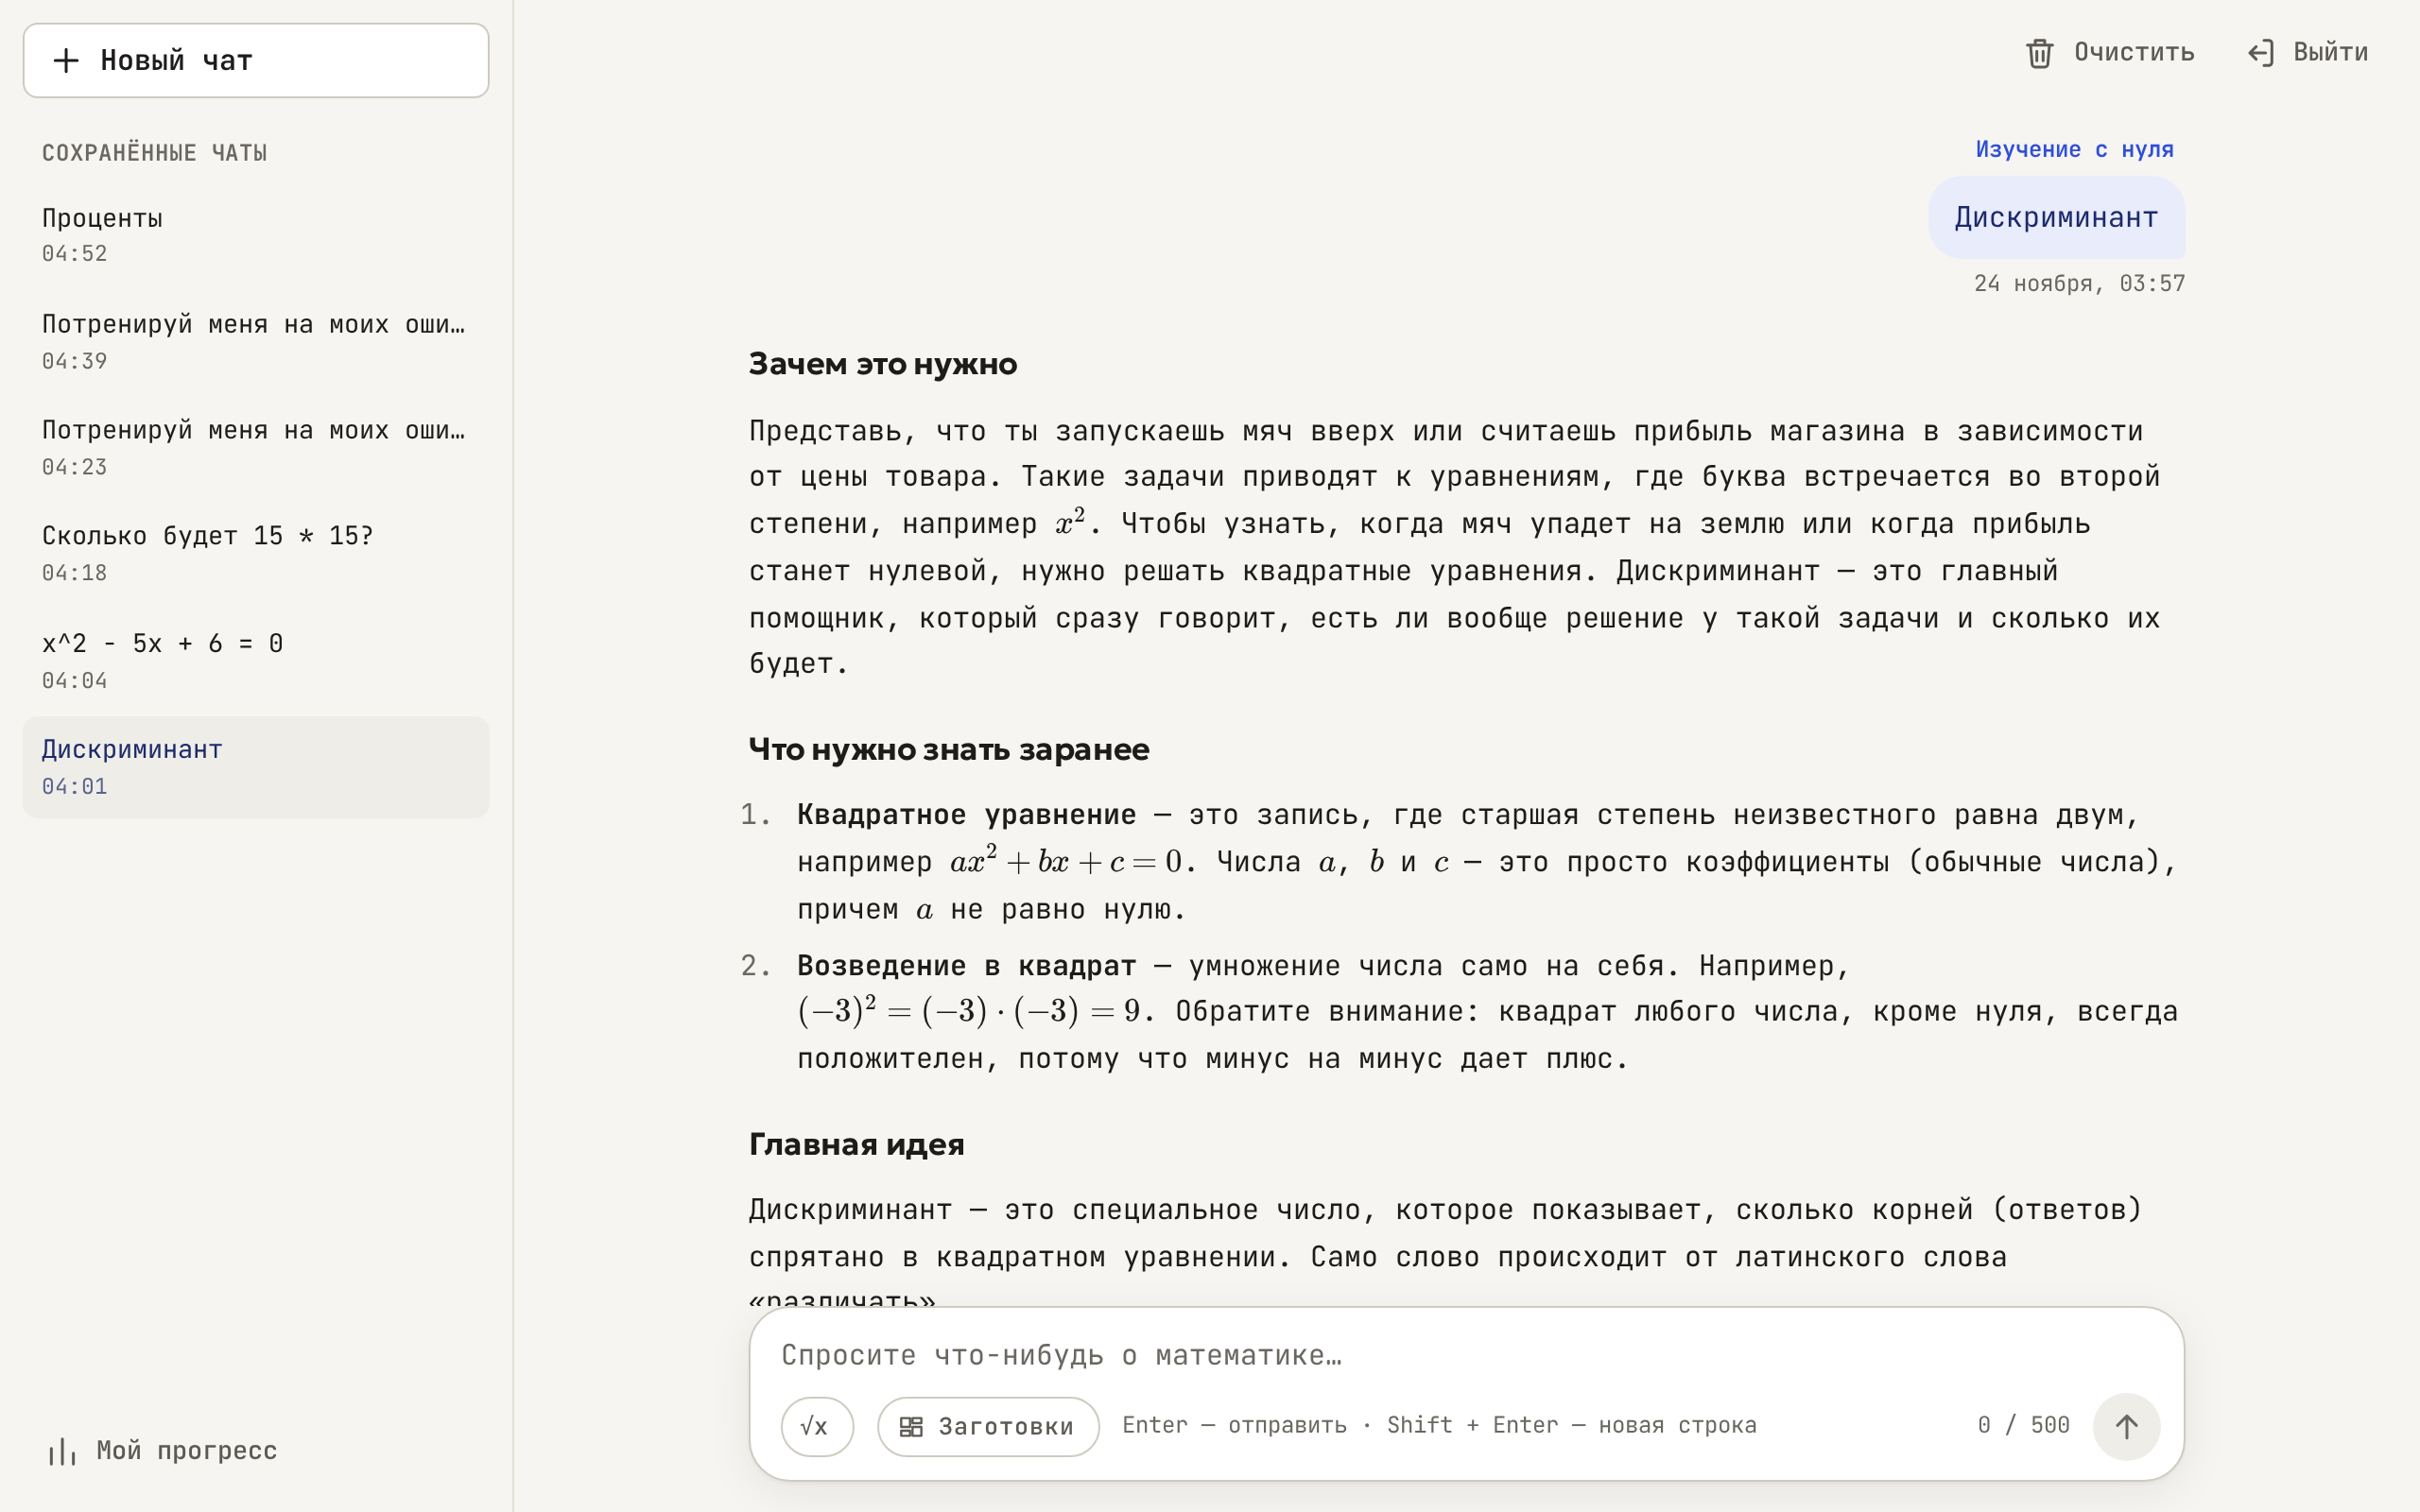 Новый чат
СОХРАНЁННЫЕ ЧАТЫ
Проценты
04:52
Потренируй меня на моих оши…
04:39
Потренируй меня на моих оши…
04:23
Сколько будет 15 * 15?
04:18
x^2 - 5x + 6 = 0
04:04
Дискриминант
04:01
Мой прогресс
Очистить
Выйти
Изучение с нуля
Дискриминант
24 ноября, 03:57
Зачем это нужно
Представь, что ты запускаешь мяч вверх или считаешь прибыль магазина в зависимости
от цены товара. Такие задачи приводят к уравнениям, где буква встречается во второй
степени, например x². Чтобы узнать, когда мяч упадет на землю или когда прибыль
станет нулевой, нужно решать квадратные уравнения. Дискриминант — это главный
помощник, который сразу говорит, есть ли вообще решение у такой задачи и сколько их
будет.
Что нужно знать заранее
1. Квадратное уравнение — это запись, где старшая степень неизвестного равна двум,
например ax² + bx + c = 0. Числа a, b и c — это просто коэффициенты (обычные числа),
причем a не равно нулю.
2. Возведение в квадрат — умножение числа само на себя. Например,
(−3)² = (−3) · (−3) = 9. Обратите внимание: квадрат любого числа, кроме нуля, всегда
положителен, потому что минус на минус дает плюс.
Главная идея
Дискриминант — это специальное число, которое показывает, сколько корней (ответов)
спрятано в квадратном уравнении. Само слово происходит от латинского слова
«различать»
Спросите что-нибудь о математике…
√x
Заготовки
Enter — отправить · Shift + Enter — новая строка
0 / 500